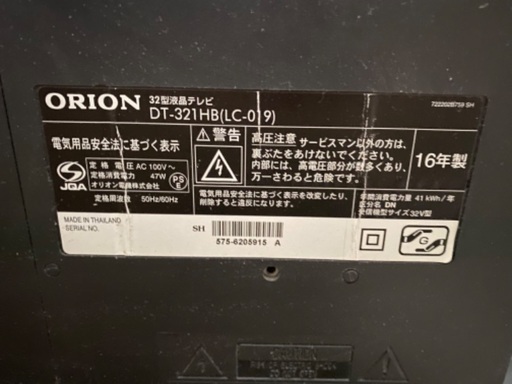 ORION 32型液晶テレビ
DT-321HB(LC-019)
電気用品安全法に基づく表示
JQA
定格電圧 AC 100V~
定格消費電力 47W
オリオン電機株式会社
定格周波数 50Hz/60Hz
PSE
警告
高圧注意 サービスマン以外の方は、
裏ぶたをあけないでください。
内部には、高電圧部分が数多くあり、
万一さわると危険です。
電気用品安全法に基づく表示を改変したり、
削除すると違反になります。
16年製
年間消費電力量 41 kWh/年
区分名 DN
受信機型サイズ 32V型
MADE IN THAILAND
SERIAL NO.
SH
575-6205915 A
G
CAUTION